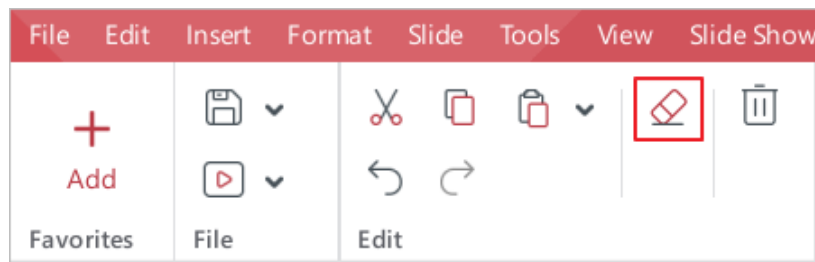 File Edit Insert Format Slide Tools View Slide Show
Add
Favorites File Edit